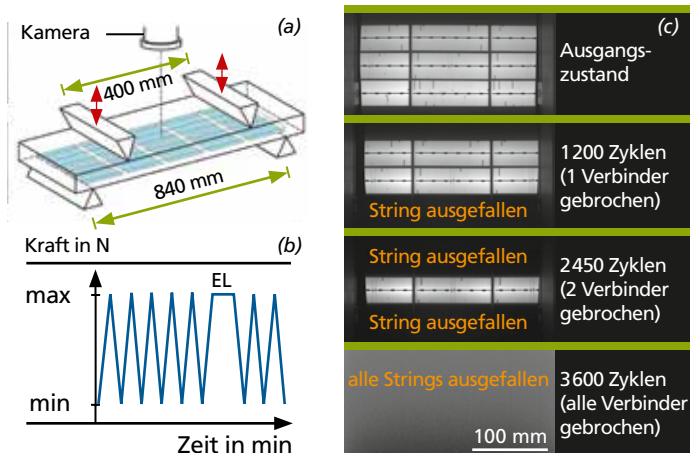 Kamera
(a)
400 mm
840 mm
Kraft in N
(b)
EL
max
min
Zeit in min
(c)
Ausgangs-
zustand
1200 Zyklen
(1 Verbinder
gebrochen)
String ausgefallen
String ausgefallen
2450 Zyklen
(2 Verbinder
gebrochen)
String ausgefallen
alle Strings ausgefallen
3600 Zyklen
(alle Verbinder
gebrochen)
100 mm